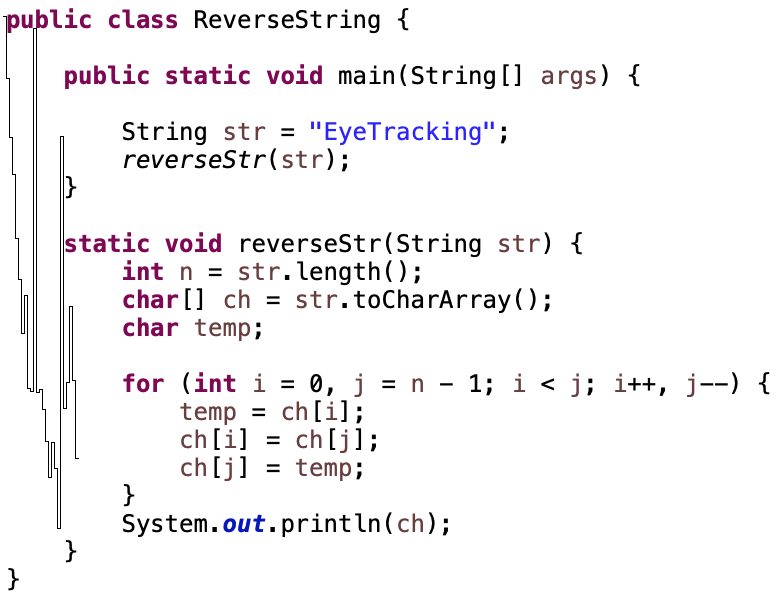 public class ReverseString {
public static void main(String[] args) {
String str = "EyeTracking";
reverseStr(str);
}
static void reverseStr(String str) {
int n = str.length();
char[] ch = str.toCharArray();
char temp;
for (int i = 0, j = n - 1; i < j; i++, j--) {
temp = ch[i];
ch[i] = ch[j];
ch[j] = temp;
}
System.out.println(ch);
}
}